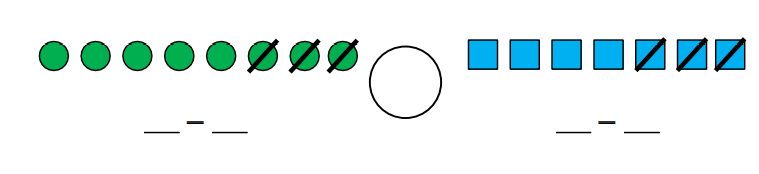 __ – __ __ – __